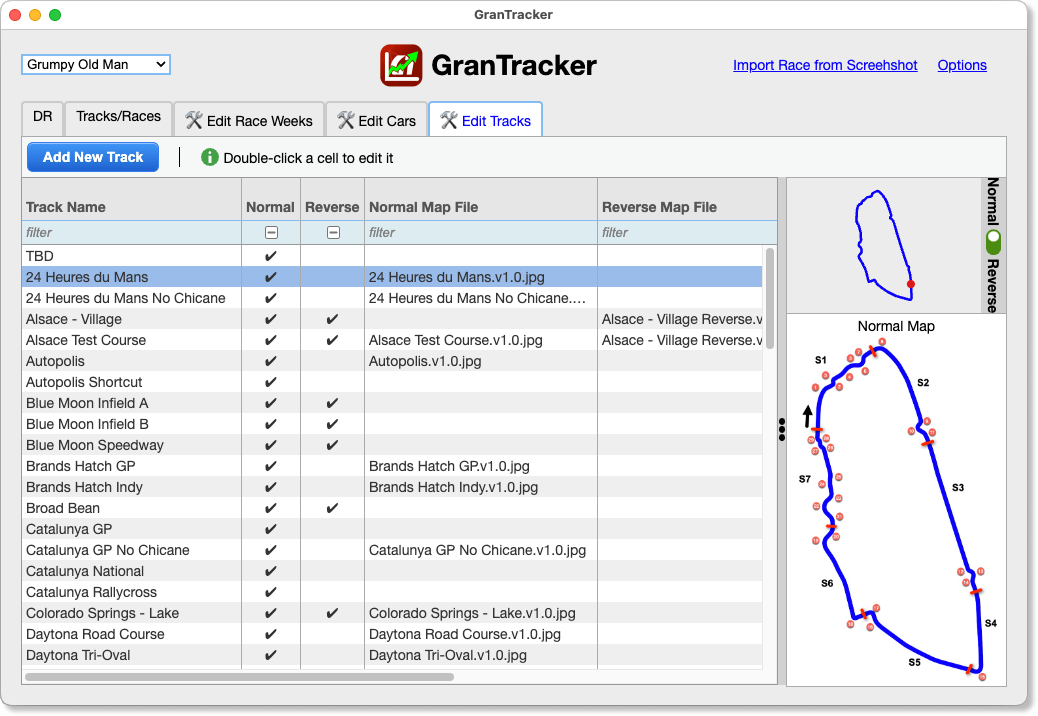 GranTracker
Grumpy Old Man
GranTracker
Import Race from Screehshot
Options
DR
Tracks/Races
Edit Race Weeks
Edit Cars
Edit Tracks
Add New Track
Double-click a cell to edit it
Track Name Normal Reverse Normal Map File Reverse Map File
filter filter filter
TBD ✔
24 Heures du Mans ✔ 24 Heures du Mans.v1.0.jpg
24 Heures du Mans No Chicane ✔ 24 Heures du Mans No Chicane....
Alsace - Village ✔ ✔ Alsace - Village Reverse.v
Alsace Test Course ✔ ✔ Alsace Test Course.v1.0.jpg Alsace - Village Reverse.v
Autopolis ✔ Autopolis.v1.0.jpg
Autopolis Shortcut ✔
Blue Moon Infield A ✔ ✔
Blue Moon Infield B ✔ ✔
Blue Moon Speedway ✔ ✔
Brands Hatch GP ✔ Brands Hatch GP.v1.0.jpg
Brands Hatch Indy ✔ Brands Hatch Indy.v1.0.jpg
Broad Bean ✔ ✔
Catalunya GP ✔
Catalunya GP No Chicane ✔ Catalunya GP No Chicane.v1.0.jpg
Catalunya National ✔
Catalunya Rallycross ✔
Colorado Springs - Lake ✔ ✔ Colorado Springs - Lake.v1.0.jpg
Daytona Road Course ✔ Daytona Road Course.v1.0.jpg
Daytona Tri-Oval ✔ Daytona Tri-Oval.v1.0.jpg
Normal Reverse
Normal Map
S1
S2
S7
S3
S6
S4
S5